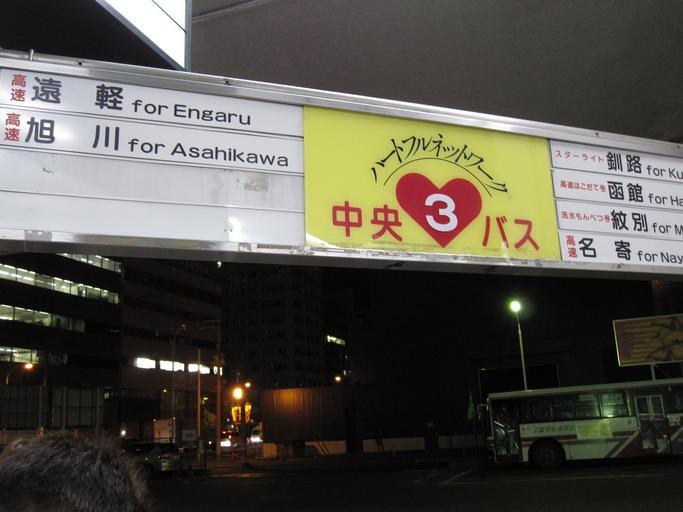 高速 遠軽 for Engaru
高速 旭川 for Asahikawa
ハートフルネットワーク
中央 3 バス
スターライト 釧路 for Ku
高速はこだて号 函館 for Ha
流氷もんべつ号 紋別 for M
高速 名寄 for Nay